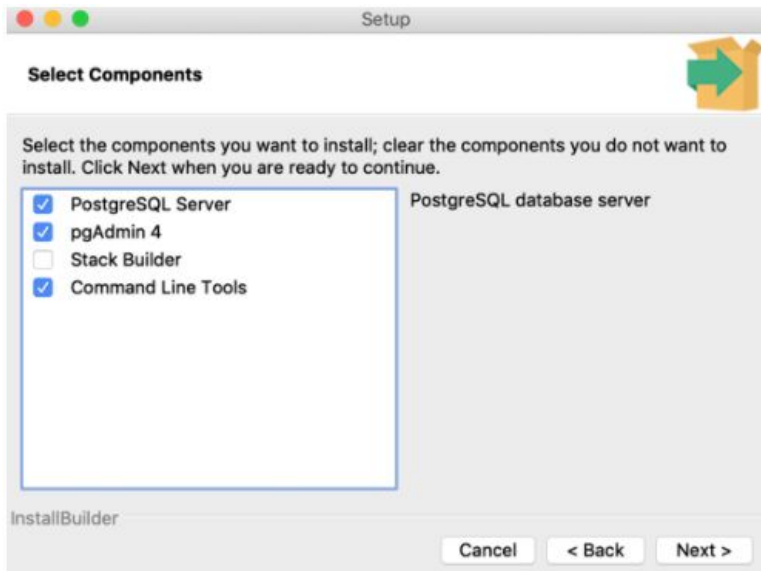 Setup
Select Components
Select the components you want to install; clear the components you do not want to
install. Click Next when you are ready to continue.
PostgreSQL Server
pgAdmin 4
Stack Builder
Command Line Tools
PostgreSQL database server
InstallBuilder
Cancel
< Back
Next >